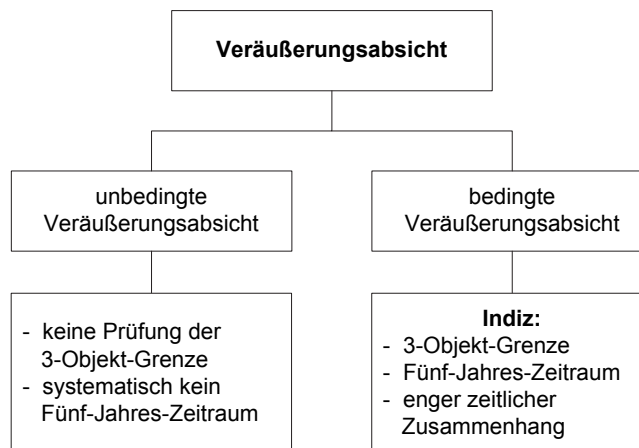 Veräußerungsabsicht
unbedingte
Veräußerungsabsicht
bedingte
Veräußerungsabsicht
- keine Prüfung der
3-Objekt-Grenze
- systematisch kein
Fünf-Jahres-Zeitraum
Indiz:
- 3-Objekt-Grenze
- Fünf-Jahres-Zeitraum
- enger zeitlicher
Zusammenhang